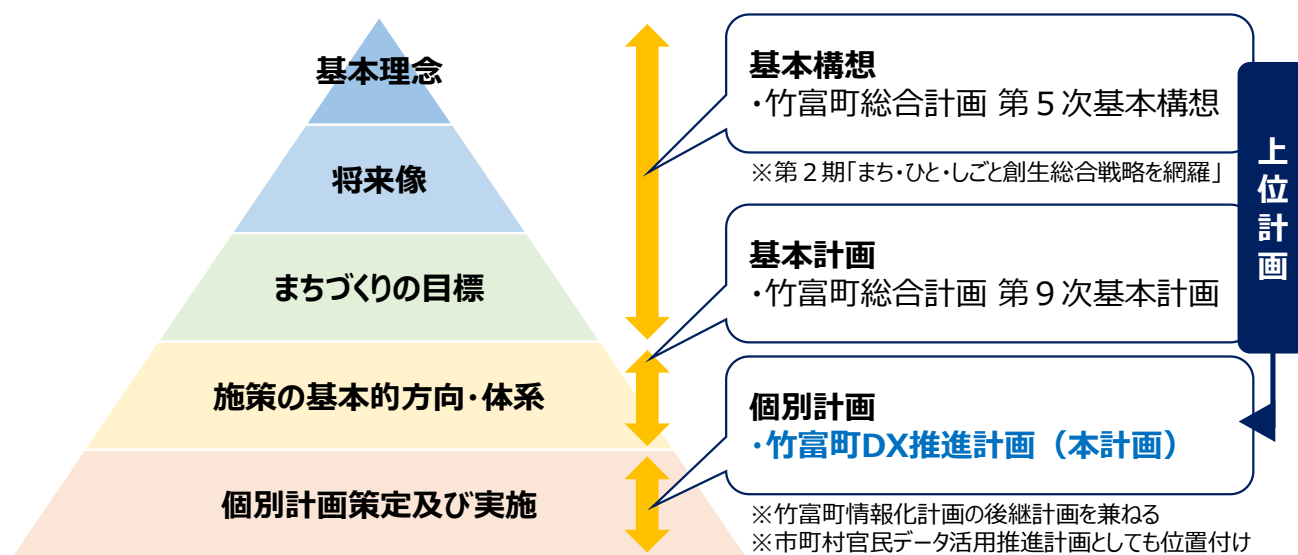 基本理念
将来像
まちづくりの目標
施策の基本的方向・体系
個別計画策定及び実施
基本構想
・竹富町総合計画 第５次基本構想
※第２期「まち・ひと・しごと創生総合戦略を網羅」
基本計画
・竹富町総合計画 第９次基本計画
個別計画
・竹富町DX推進計画（本計画）
※竹富町情報化計画の後継計画を兼ねる
※市町村官民データ活用推進計画としても位置付け
上位計画